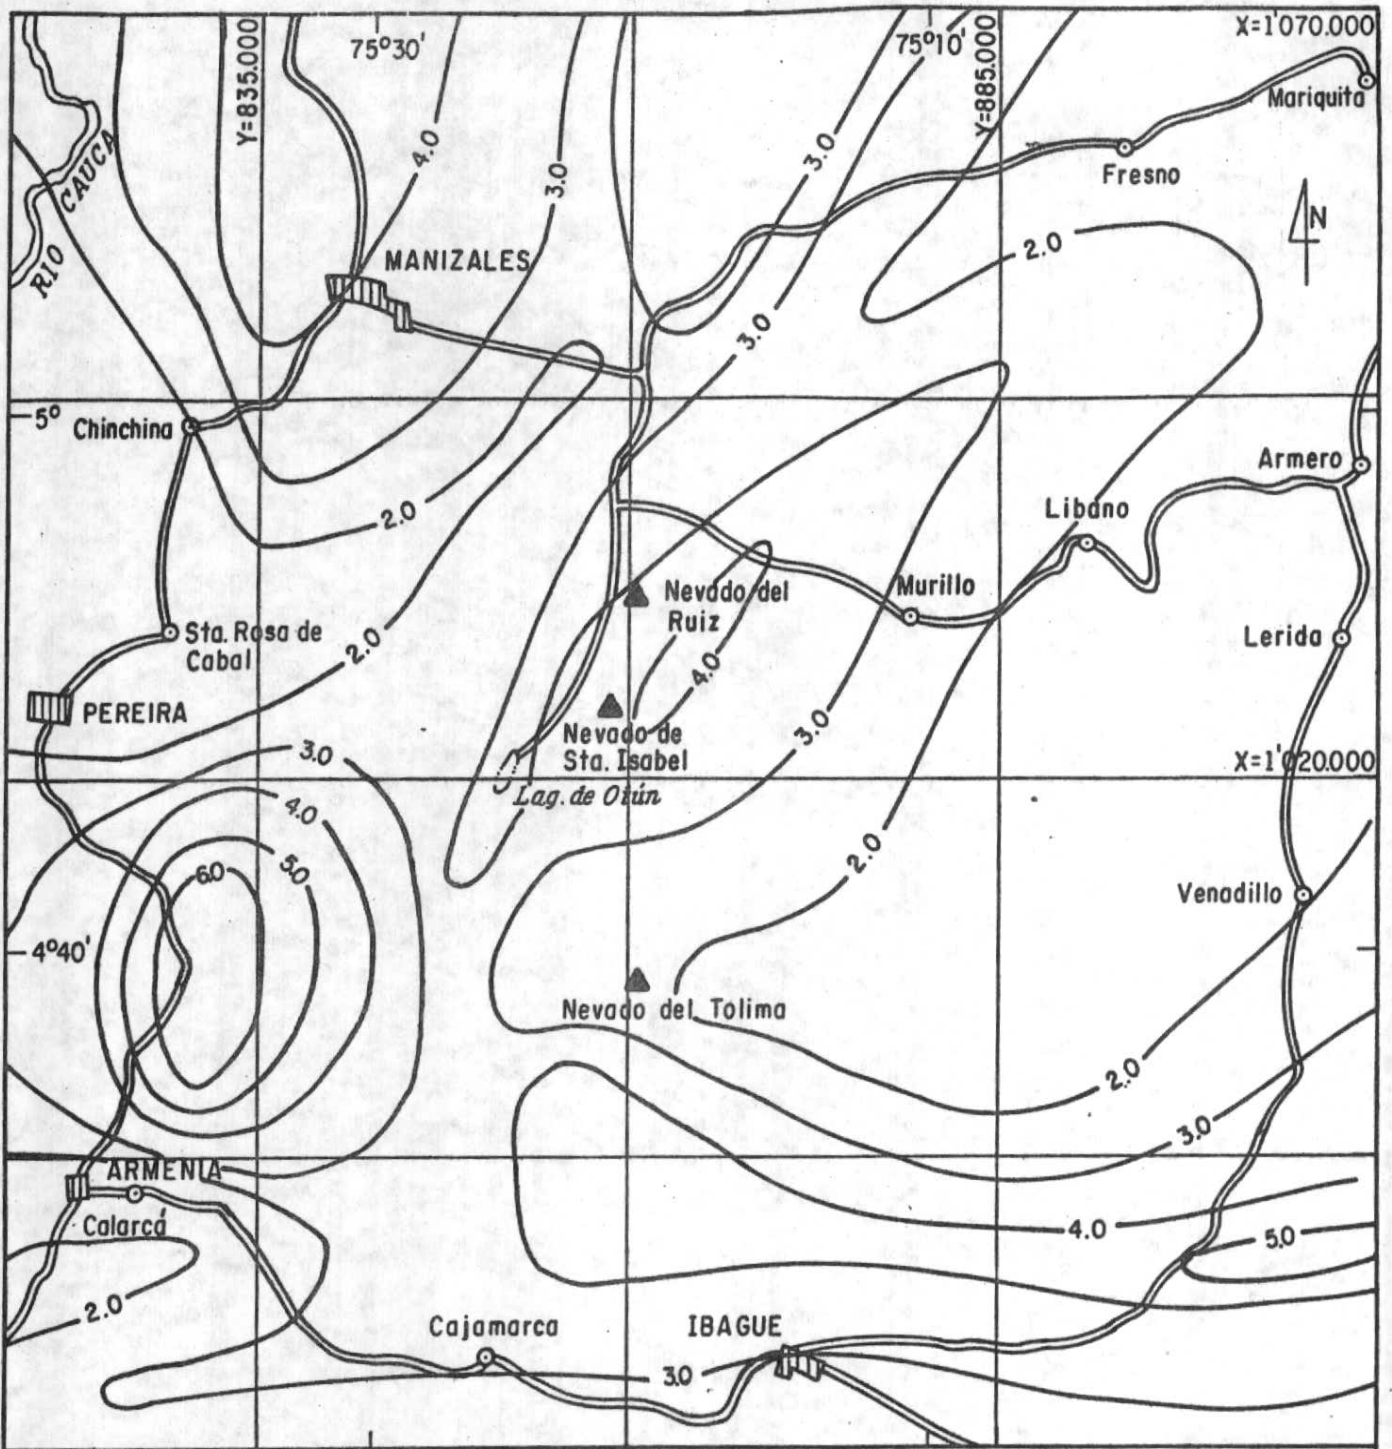 Y=835.000
75°30'
75°10'
Y=885.000
X=1'070.000
Mariquita
RIO CAUCA
4.0
3.0
3.0
Fresno
N
MANIZALES
2.0
3.0
5°
Chinchina
Armero
2.0
Libano
Murillo
Nevado del
Ruiz
Sta. Rosa de
Cabal
2.0
Lerida
4.0
PEREIRA
Nevado de
Sta. Isabel
3.0
3.0
X=1'020.000
Lag. de Otún
4.0
6.0
5.0
2.0
Venadillo
4°40'
Nevado del Tolima
2.0
3.0
ARMENIA
Calarcá
4.0
5.0
2.0
Cajamarca
IBAGUE
3.0